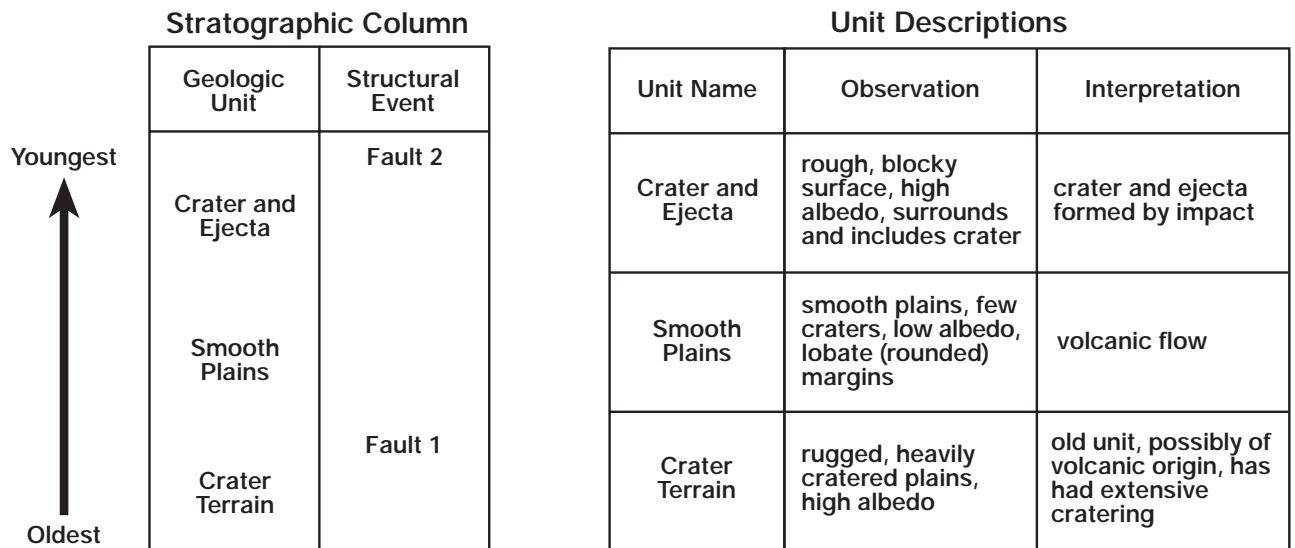 Stratographic Column
Geologic
Unit
Structural
Event
Youngest
Fault 2
Crater and
Ejecta
Smooth
Plains
Fault 1
Crater
Terrain
Oldest
Unit Descriptions
Unit Name
Observation
Interpretation
Crater and
Ejecta
rough, blocky
surface, high
albedo, surrounds
and includes crater
crater and ejecta
formed by impact
Smooth
Plains
smooth plains, few
craters, low albedo,
lobate (rounded)
margins
volcanic flow
Crater
Terrain
rugged, heavily
cratered plains,
high albedo
old unit, possibly of
volcanic origin, has
had extensive
cratering